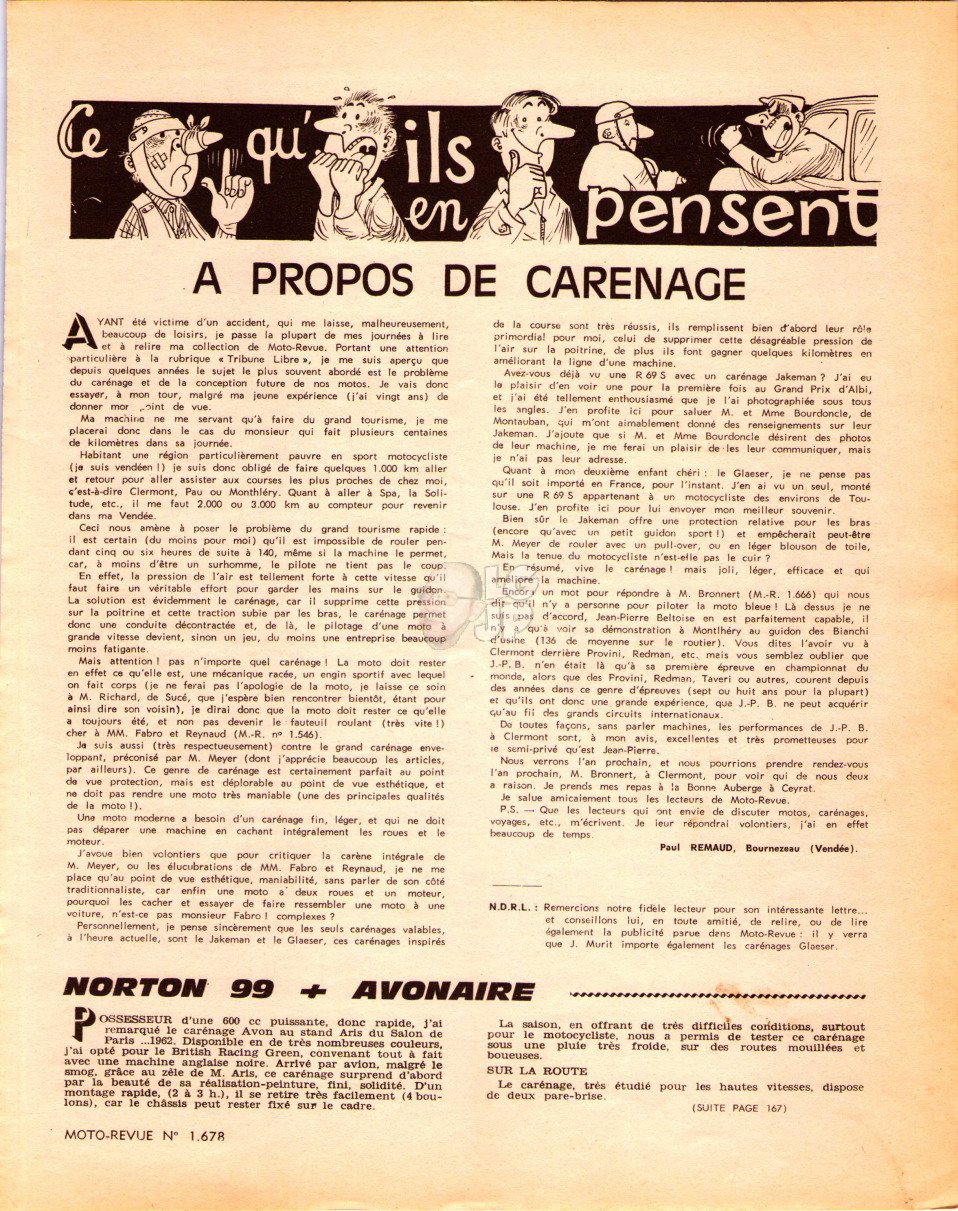 Ce qu'ils en pensent
A PROPOS DE CARENAGE
AYANT été victime d'un accident, qui me laisse, malheureusement,
beaucoup de loisirs, je passe la plupart de mes journées à lire
et à relire ma collection de Moto-Revue. Portant une attention
particulière à la rubrique « Tribune Libre », je me suis aperçu que
depuis quelques années le sujet le plus souvent abordé est le problème
du carénage et de la conception future de nos motos. Je vais donc
essayer, à mon tour, malgré ma jeune expérience (j'ai vingt ans) de
donner mor point de vue.
Ma machine ne me servant qu'à faire du grand tourisme, je me
placerai donc dans le cas du monsieur qui fait plusieurs centaines
de kilomètres dans sa journée.
Habitant une région particulièrement pauvre en sport motocycliste
(je suis vendéen !) je suis donc obligé de faire quelques 1.000 km aller
et retour pour aller assister aux courses les plus proches de chez moi,
c'est-à-dire Clermont, Pau ou Monthléry. Quant à aller à Spa, la Soli-
tude, etc., il me faut 2.000 ou 3.000 km au compteur pour revenir
dans ma Vendée.
Ceci nous amène à poser le problème du grand tourisme rapide :
il est certain (du moins pour moi) qu'il est impossible de rouler pen-
dant cinq ou six heures de suite à 140, même si la machine le permet,
car, à moins d'être un surhomme, le pilote ne tient pas le coup.
En effet, la pression de l'air est tellement forte à cette vitesse qu'il
faut faire un véritable effort pour garder les mains sur le guidon.
La solution est évidemment le carénage, car il supprime cette pression
sur la poitrine et cette traction subie par les bras, le carénage permet
donc une conduite décontractée et, de là, le pilotage d'une moto à
grande vitesse devient, sinon un jeu, du moins une entreprise beaucoup
moins fatigante.
Mais attention ! pas n'importe quel carénage ! La moto doit rester
en effet ce qu'elle est, une mécanique racée, un engin sportif avec lequel
on fait corps (je ne ferai pas l'apologie de la moto, je laisse ce soin
à M. Richard, de Sucé, que j'espère bien rencontrer bientôt, étant pour
ainsi dire son voisin), je dirai donc que la moto doit rester ce qu'elle
a toujours été, et non pas devenir le fauteuil roulant (très vite !)
cher à MM. Fabro et Reynaud (M.-R. n° 1.546).
Je suis aussi (très respectueusement) contre le grand carénage enve-
loppant, préconisé par M. Meyer (dont j'apprécie beaucoup les articles,
par ailleurs). Ce genre de carénage est certainement parfait au point
de vue protection, mais est déplorable au point de vue esthétique, et
ne doit pas rendre une moto très maniable (une des principales qualités
de la moto !).
Une moto moderne a besoin d'un carénage fin, léger, et qui ne doit
pas déparer une machine en cachant intégralement les roues et le
moteur.
J'avoue bien volontiers que pour critiquer la carène intégrale de
M. Meyer, ou les élucubrations de MM. Fabro et Reynaud, je ne me
place qu'au point de vue esthétique, maniabilité, sans parler de son côté
traditionnaliste, car enfin une moto a deux roues et un moteur,
pourquoi les cacher et essayer de faire ressembler une moto à une
voiture, n'est-ce pas monsieur Fabro ! complexes ?
Personnellement, je pense sincèrement que les seuls carénages valables,
à l'heure actuelle, sont le Jakeman et le Glaeser, ces carénages inspirés
de la course sont très réussis, ils remplissent bien d'abord leur rôle
primordial pour moi, celui de supprimer cette désagréable pression de
l'air sur la poitrine, de plus ils font gagner quelques kilomètres en
améliorant la ligne d'une machine.
Avez-vous déjà vu une R 69 S avec un carénage Jakeman ? J'ai eu
le plaisir d'en voir une pour la première fois au Grand Prix d'Albi,
et j'ai été tellement enthousiasmé que je l'ai photographiée sous tous
les angles. J'en profite ici pour saluer M. et Mme Bourdoncle, de
Montauban, qui m'ont aimablement donné des renseignements sur leur
Jakeman. J'ajoute que si M. et Mme Bourdoncle désirent des photos
de leur machine, je me ferai un plaisir de les leur communiquer, mais
je n'ai pas leur adresse.
Quant à mon deuxième enfant chéri : le Glaeser, je ne pense pas
qu'il soit importé en France, pour l'instant. J'en ai vu un seul, monté
sur une R 69 S appartenant à un motocycliste des environs de Tou-
louse. J'en profite ici pour lui envoyer mon meilleur souvenir.
Bien sûr le Jakeman offre une protection relative pour les bras
(encore qu'avec un petit guidon sport !) et empêcherait peut-être
M. Meyer de rouler avec un pull-over, ou en léger blouson de toile,
Mais la tenue du motocycliste n'est-elle pas le cuir ?
En résumé, vive le carénage ! mais joli, léger, efficace et qui
améliore la machine.
Encore un mot pour répondre à M. Bronnert (M.-R. 1.666) qui nous
dit qu'il n'y a personne pour piloter la moto bleue ! Là dessus je ne
suis pas d'accord, Jean-Pierre Beltoise en est parfaitement capable, il
n'y a qu'à voir sa démonstration à Montlhéry au guidon des Bianchi
d'usine (136 de moyenne sur le routier). Vous dites l'avoir vu à
Clermont derrière Provini, Redman, etc. mais vous semblez oublier que
J.-P. B. n'en était là qu'à sa première épreuve en championnat du
monde, alors que des Provini, Redman, Taveri ou autres, courent depuis
des années dans ce genre d'épreuves (sept ou huit ans pour la plupart)
et qu'ils ont donc une grande expérience, que J.-P. B. ne peut acquérir
qu'au fil des grands circuits internationaux.
De toutes façons, sans parler machines, les performances de J.-P. B.
à Clermont sont, à mon avis, excellentes et très prometteuses pour
le semi-privé qu'est Jean-Pierre.
Nous verrons l'an prochain, et nous pourrions prendre rendez-vous
l'an prochain, M. Bronnert, à Clermont, pour voir qui de nous deux
a raison. Je prends mes repas à la Bonne Auberge à Ceyrat.
Je salue amicalement tous les lecteurs de Moto-Revue.
P.S. — Que les lecteurs qui ont envie de discuter motos, carénages,
voyages, etc., m'écrivent. Je leur répondrai volontiers, j'ai en effet
beaucoup de temps.
Paul REMAUD, Bournezeau (Vendée).
N.D.R.L. : Remercions notre fidèle lecteur pour son intéressante lettre...
et conseillons lui, en toute amitié, de relire, ou de lire
également la publicité parue dans Moto-Revue : il y verra
que J. Murit importe également les carénages Glaeser.
NORTON 99 + AVONAIRE
POSSESSEUR d'une 600 cc puissante, donc rapide, j'ai
remarqué le carénage Avon au stand Aris du Salon de
Paris ...1962. Disponible en de très nombreuses couleurs,
j'ai opté pour le British Racing Green, convenant tout à fait
avec une machine anglaise noire. Arrivé par avion, malgré le
smog, grâce au zèle de M. Aris, ce carénage surprend d'abord
par la beauté de sa réalisation-peinture, fini, solidité. D'un
montage rapide, (2 à 3 h.), il se retire très facilement (4 bou-
lons), car le châssis peut rester fixé sur le cadre.
La saison, en offrant de très difficiles conditions, surtout
pour le motocycliste, nous a permis de tester ce carénage
sous une pluie très froide, sur des routes mouillées et
boueuses.
SUR LA ROUTE
Le carénage, très étudié pour les hautes vitesses, dispose
de deux pare-brise.
(SUITE PAGE 167)
MOTO-REVUE N° 1.678